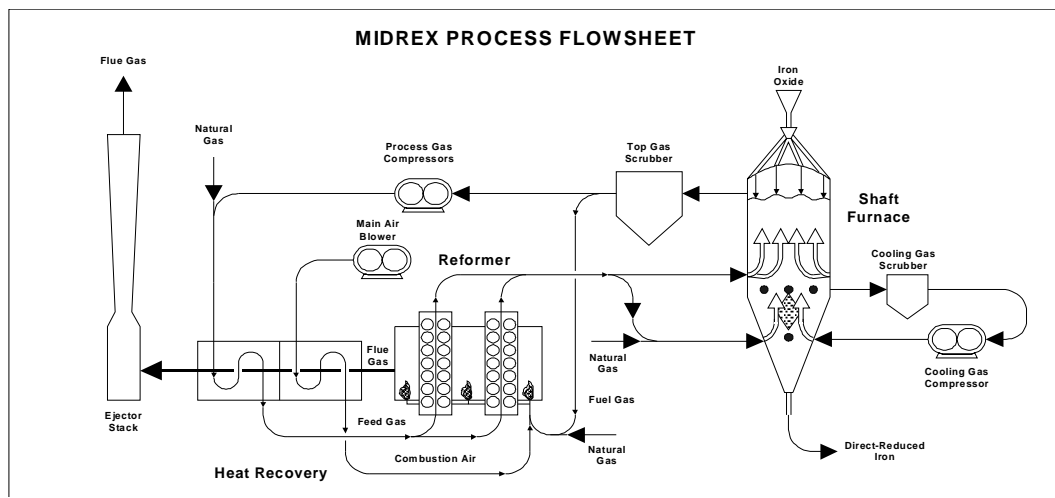 MIDREX PROCESS FLOWSHEET
Flue Gas
Iron
Oxide
Natural
Gas
Process Gas
Compressors
Top Gas
Scrubber
Shaft
Furnace
Main Air
Blower
Reformer
Cooling Gas
Scrubber
Flue
Gas
Natural
Gas
Cooling Gas
Compressor
Ejector
Stack
Feed Gas
Fuel Gas
Combustion Air
Natural
Gas
Direct-Reduced
Iron
Heat Recovery